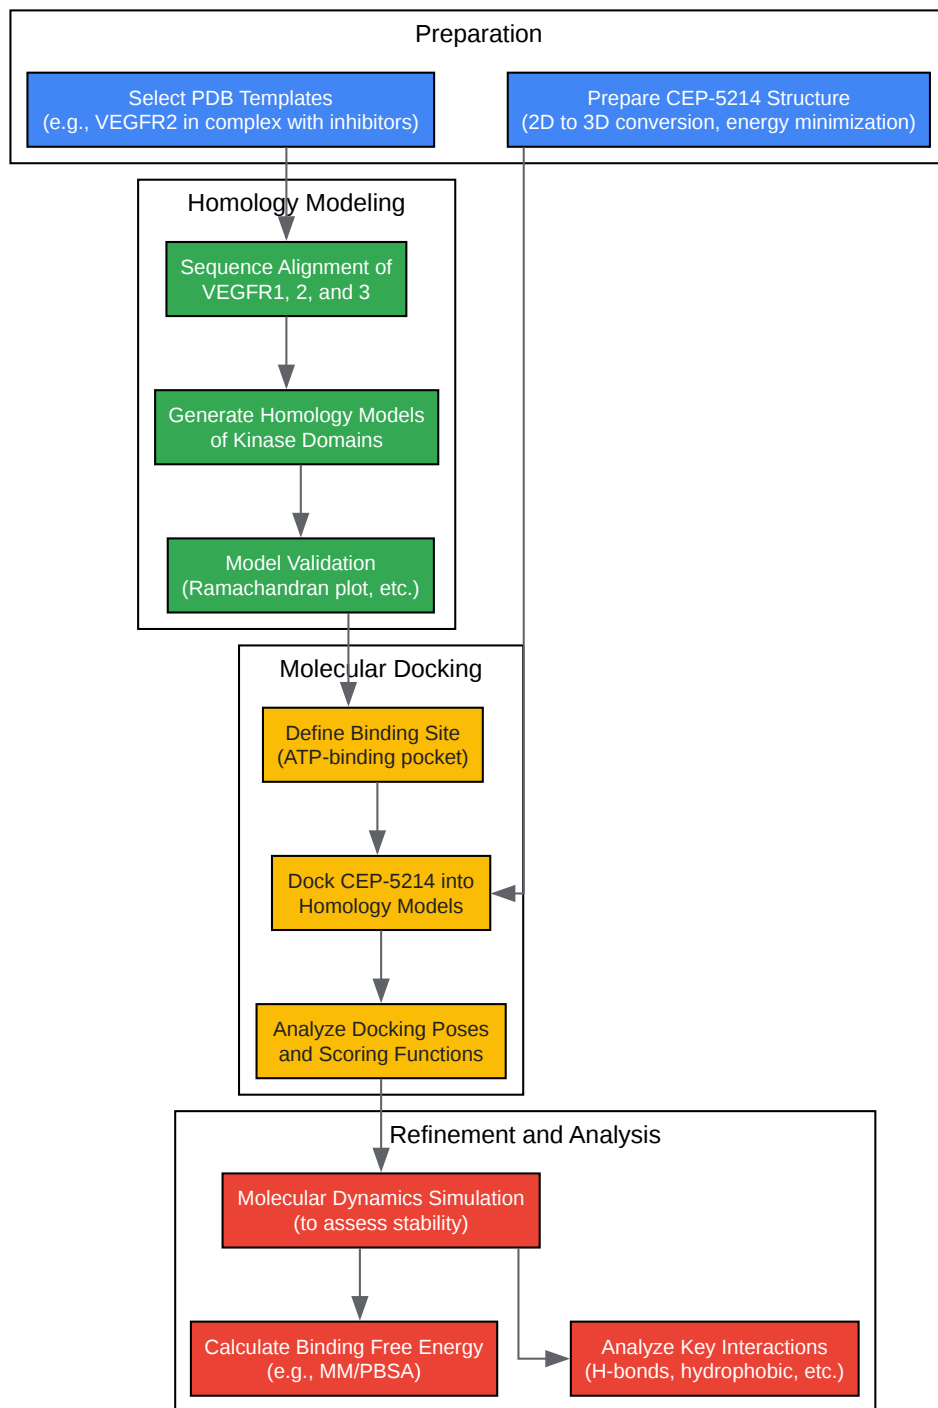 Preparation
Select PDB Templates
(e.g., VEGFR2 in complex with inhibitors)
Prepare CEP-5214 Structure
(2D to 3D conversion, energy minimization)
Homology Modeling
Sequence Alignment of
VEGFR1, 2, and 3
Generate Homology Models
of Kinase Domains
Model Validation
(Ramachandran plot, etc.)
Molecular Docking
Define Binding Site
(ATP-binding pocket)
Dock CEP-5214 into
Homology Models
Analyze Docking Poses
and Scoring Functions
Refinement and Analysis
Molecular Dynamics Simulation
(to assess stability)
Calculate Binding Free Energy
(e.g., MM/PBSA)
Analyze Key Interactions
(H-bonds, hydrophobic, etc.)